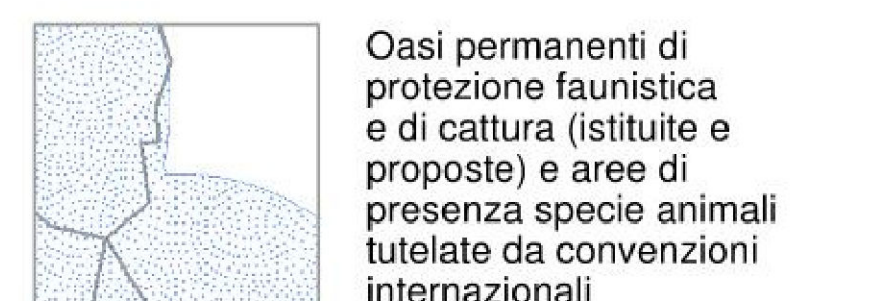 Oasi permanenti di
protezione faunistica
e di cattura (istituite e
proposte) e aree di
presenza specie animali
tutelate da convenzioni
internazionali